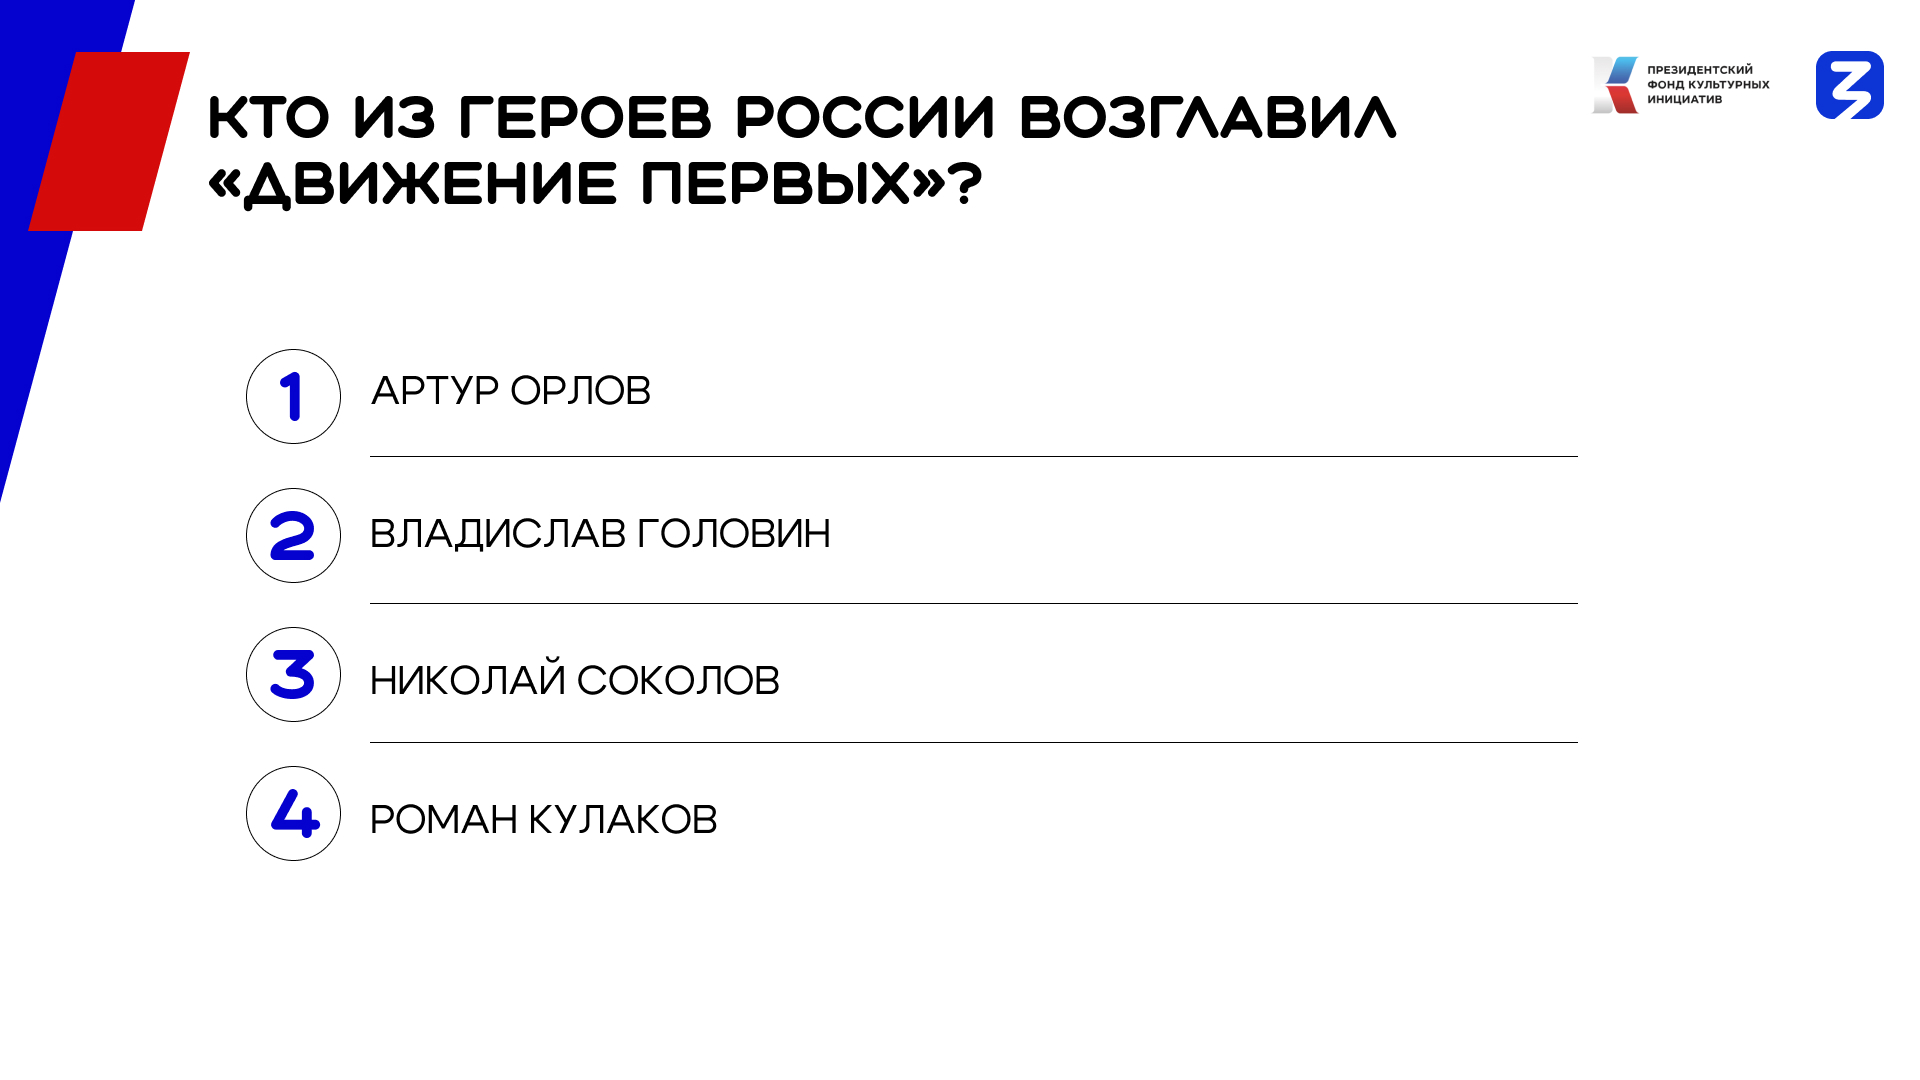 КТО ИЗ ГЕРОЕВ РОССИИ ВОЗГЛАВИЛ
«ДВИЖЕНИЕ ПЕРВЫХ»?
ПРЕЗИДЕНТСКИЙ
ФОНД КУЛЬТУРНЫХ
ИНИЦИАТИВ
1 АРТУР ОРЛОВ
2 ВЛАДИСЛАВ ГОЛОВИН
3 НИКОЛАЙ СОКОЛОВ
4 РОМАН КУЛАКОВ